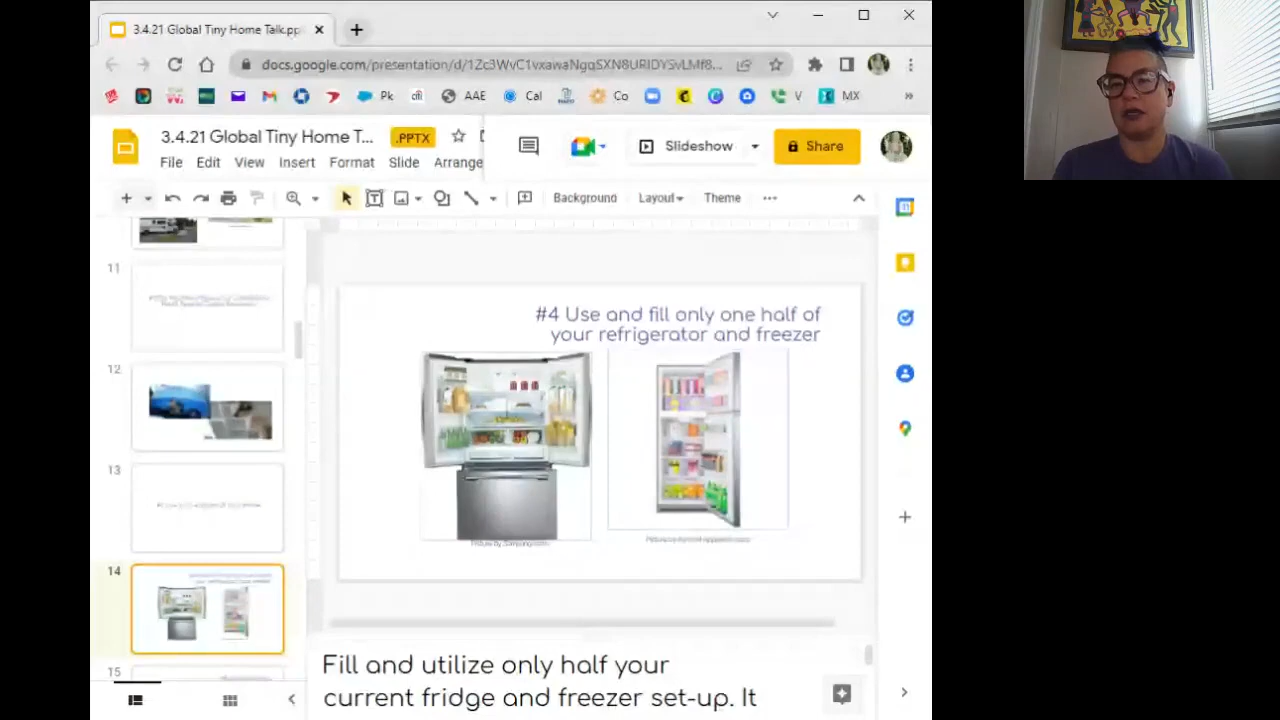 3.4.21 Global Tiny Home Talk.pp
docs.google.com/presentation/d/1Zc3WvC1vxawaNgqSXN8URIDYSvLMf8...
Pk
citi
AAE
Cal
Co
V
MX
»
3.4.21 Global Tiny Home T...
.PPTX
Slideshow
Share
File Edit View Insert Format Slide Arrange
Background Layout Theme
11
12
13
14
15
#4 Use and fill only one half of
your refrigerator and freezer
Fill and utilize only half your
current fridge and freezer set-up. It